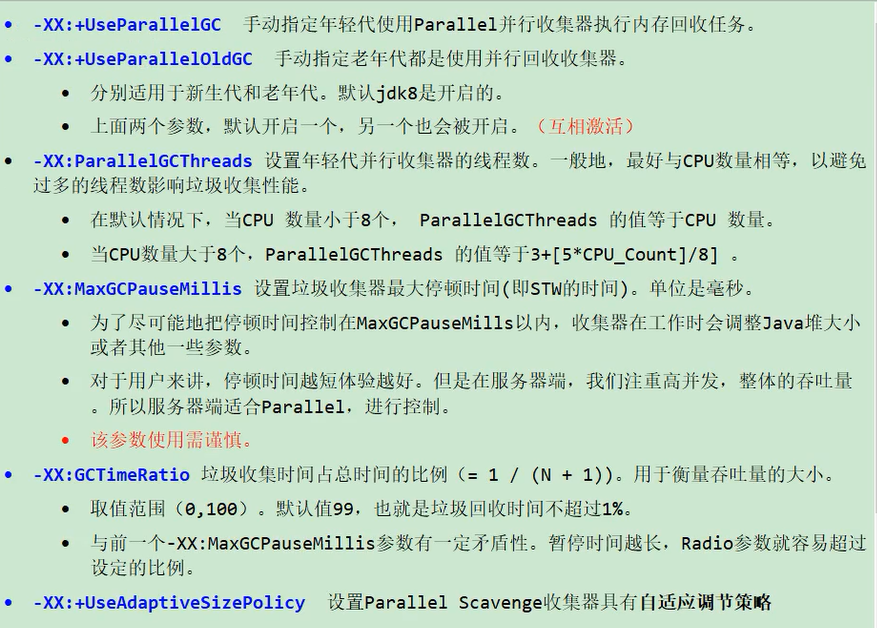 • -XX:+UseParallelGC 手动指定年轻代使用Parallel并行收集器执行内存回收任务。
• -XX:+UseParallelOldGC 手动指定老年代都是使用并行回收收集器。
• 分别适用于新生代和老年代。默认jdk8是开启的。
• 上面两个参数，默认开启一个，另一个也会被开启。（互相激活）
• -XX:ParallelGCThreads 设置年轻代并行收集器的线程数。一般地，最好与CPU数量相等，以避免
过多的线程数影响垃圾收集性能。
• 在默认情况下，当CPU 数量小于8个， ParallelGCThreads 的值等于CPU 数量。
• 当CPU数量大于8个，ParallelGCThreads 的值等于3+[5*CPU_Count]/8] 。
• -XX:MaxGCPauseMillis 设置垃圾收集器最大停顿时间(即STW的时间)。单位是毫秒。
• 为了尽可能地把停顿时间控制在MaxGCPauseMills以内，收集器在工作时会调整Java堆大小
或者其他一些参数。
• 对于用户来讲，停顿时间越短体验越好。但是在服务器端，我们注重高并发，整体的吞吐量
。所以服务器端适合Parallel，进行控制。
• 该参数使用需谨慎。
• -XX:GCTimeRatio 垃圾收集时间占总时间的比例（= 1 / (N + 1)）。用于衡量吞吐量的大小。
• 取值范围（0,100）。默认值99，也就是垃圾回收时间不超过1%。
• 与前一个-XX:MaxGCPauseMillis参数有一定矛盾性。暂停时间越长，Radio参数就容易超过
设定的比例。
• -XX:+UseAdaptiveSizePolicy 设置Parallel Scavenge收集器具有自适应调节策略